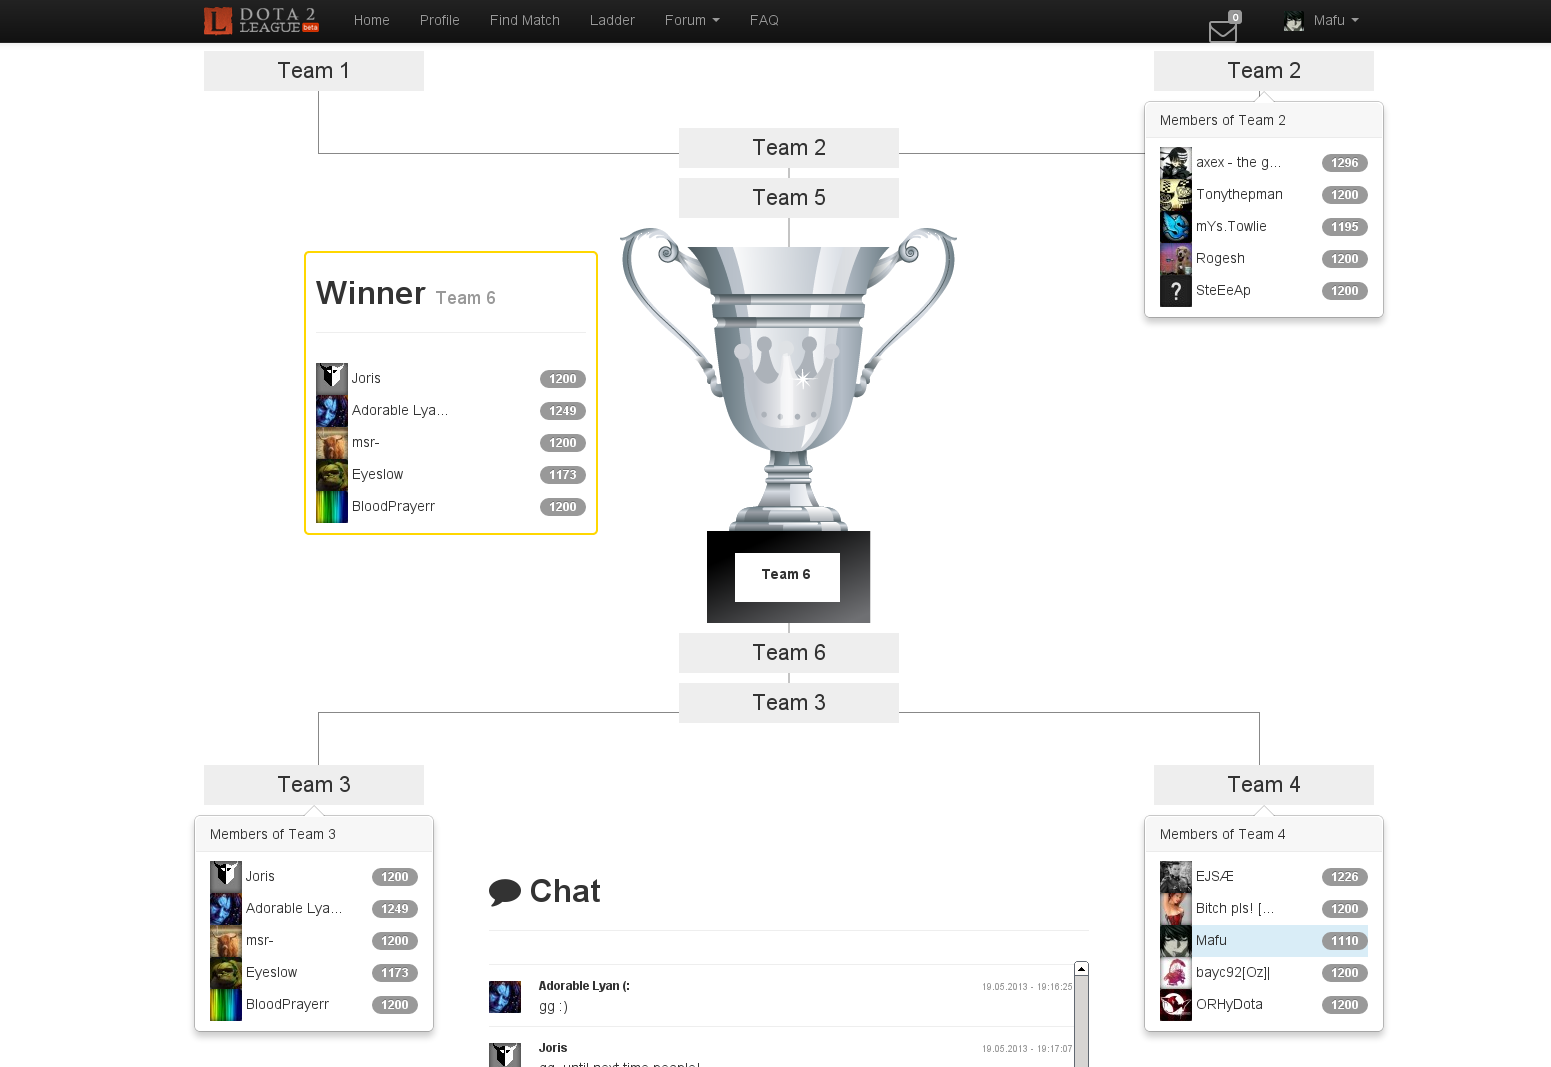 DOTA 2 LEAGUE beta
Home Profile Find Match Ladder Forum FAQ 0 Mafu
Team 1
Team 2
Members of Team 2
axex - the g... 1296
Tonythepman 1200
mYs.Towlie 1195
Rogesh 1200
? SteEeAp 1200
Team 2
Team 5
Winner Team 6
Joris 1200
Adorable Lya... 1249
msr- 1200
Eyeslow 1173
BloodPrayerr 1200
Team 6
Team 6
Team 3
Team 3
Members of Team 3
Joris 1200
Adorable Lya... 1249
msr- 1200
Eyeslow 1173
BloodPrayerr 1200
Team 4
Members of Team 4
EJSÆ 1226
Bitch pls! [... 1200
Mafu 1110
bayc92[Oz]| 1200
ORHyDota 1200
Chat
Adorable Lyan (: 19.05.2013 - 19:16:25
gg :)
Joris 19.05.2013 - 19:17:07
gg, until next time people!